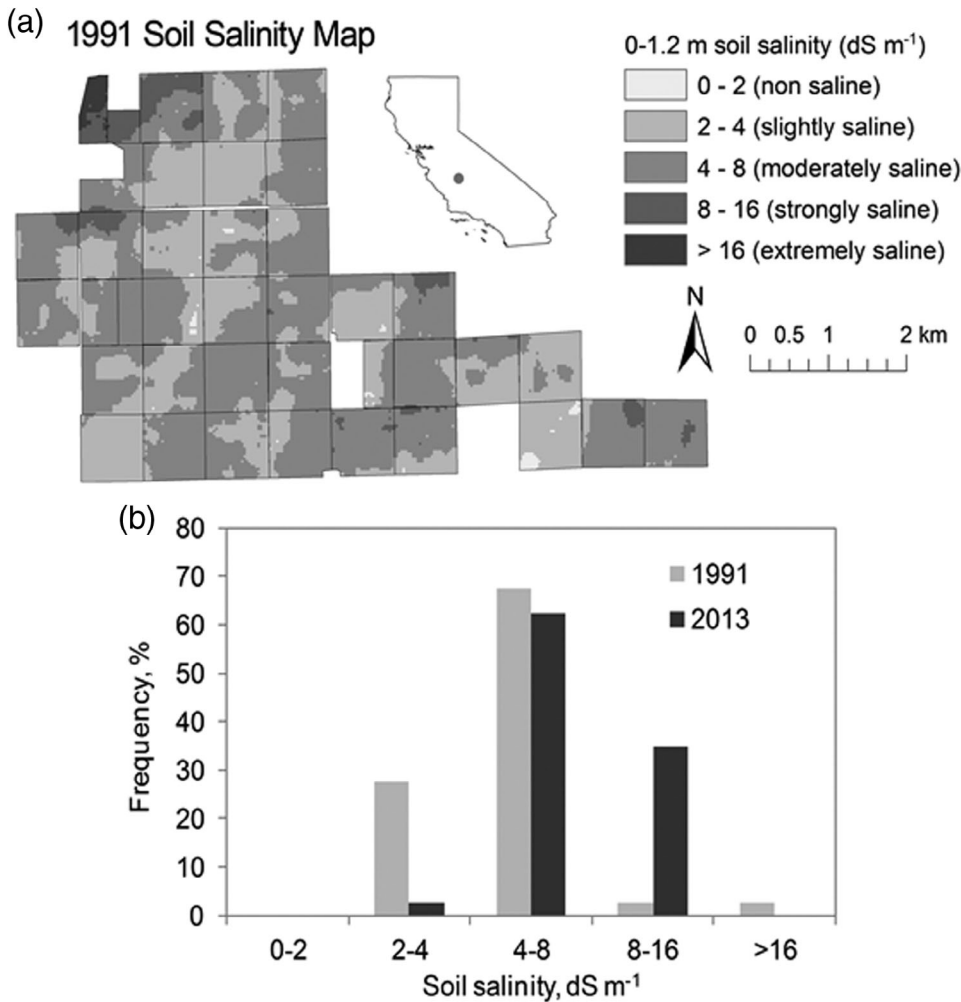 (a)
1991 Soil Salinity Map
0-1.2 m soil salinity (dS m⁻¹)
0 - 2 (non saline)
2 - 4 (slightly saline)
4 - 8 (moderately saline)
8 - 16 (strongly saline)
> 16 (extremely saline)
N
0 0.5 1 2 km
(b)
Frequency, %
80
70
60
50
40
30
20
10
0
1991
2013
0-2 2-4 4-8 8-16 >16
Soil salinity, dS m⁻¹